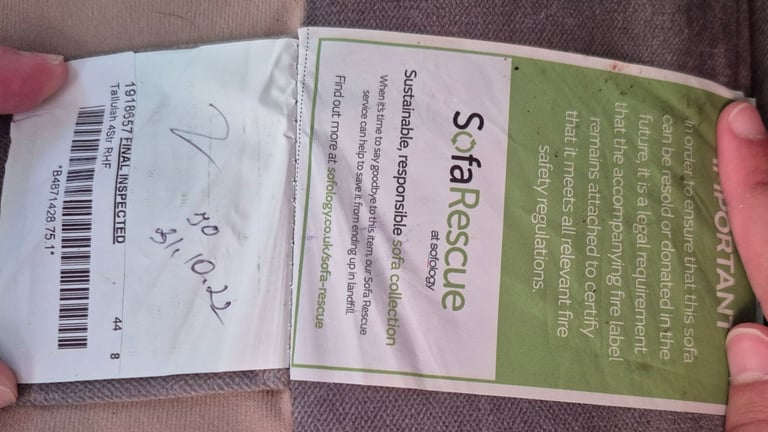 IMPORTANT
In order to ensure that this sofa
can be resold or donated in the
future, it is a legal requirement
that the accompanying fire label
remains attached to certify
that it meets all relevant fire
safety regulations.
SofaRescue
at sofology
Sustainable, responsible sofa collection
When it's time to say goodbye to this item, our Sofa Rescue
service can help to save it from ending up in landfill.
Find out more at sofology.co.uk/sofa-rescue
31.10.22
1918657 FINAL INSPECTED 44
Tallulah 4Str RHF 8
*B4871428.75.1*